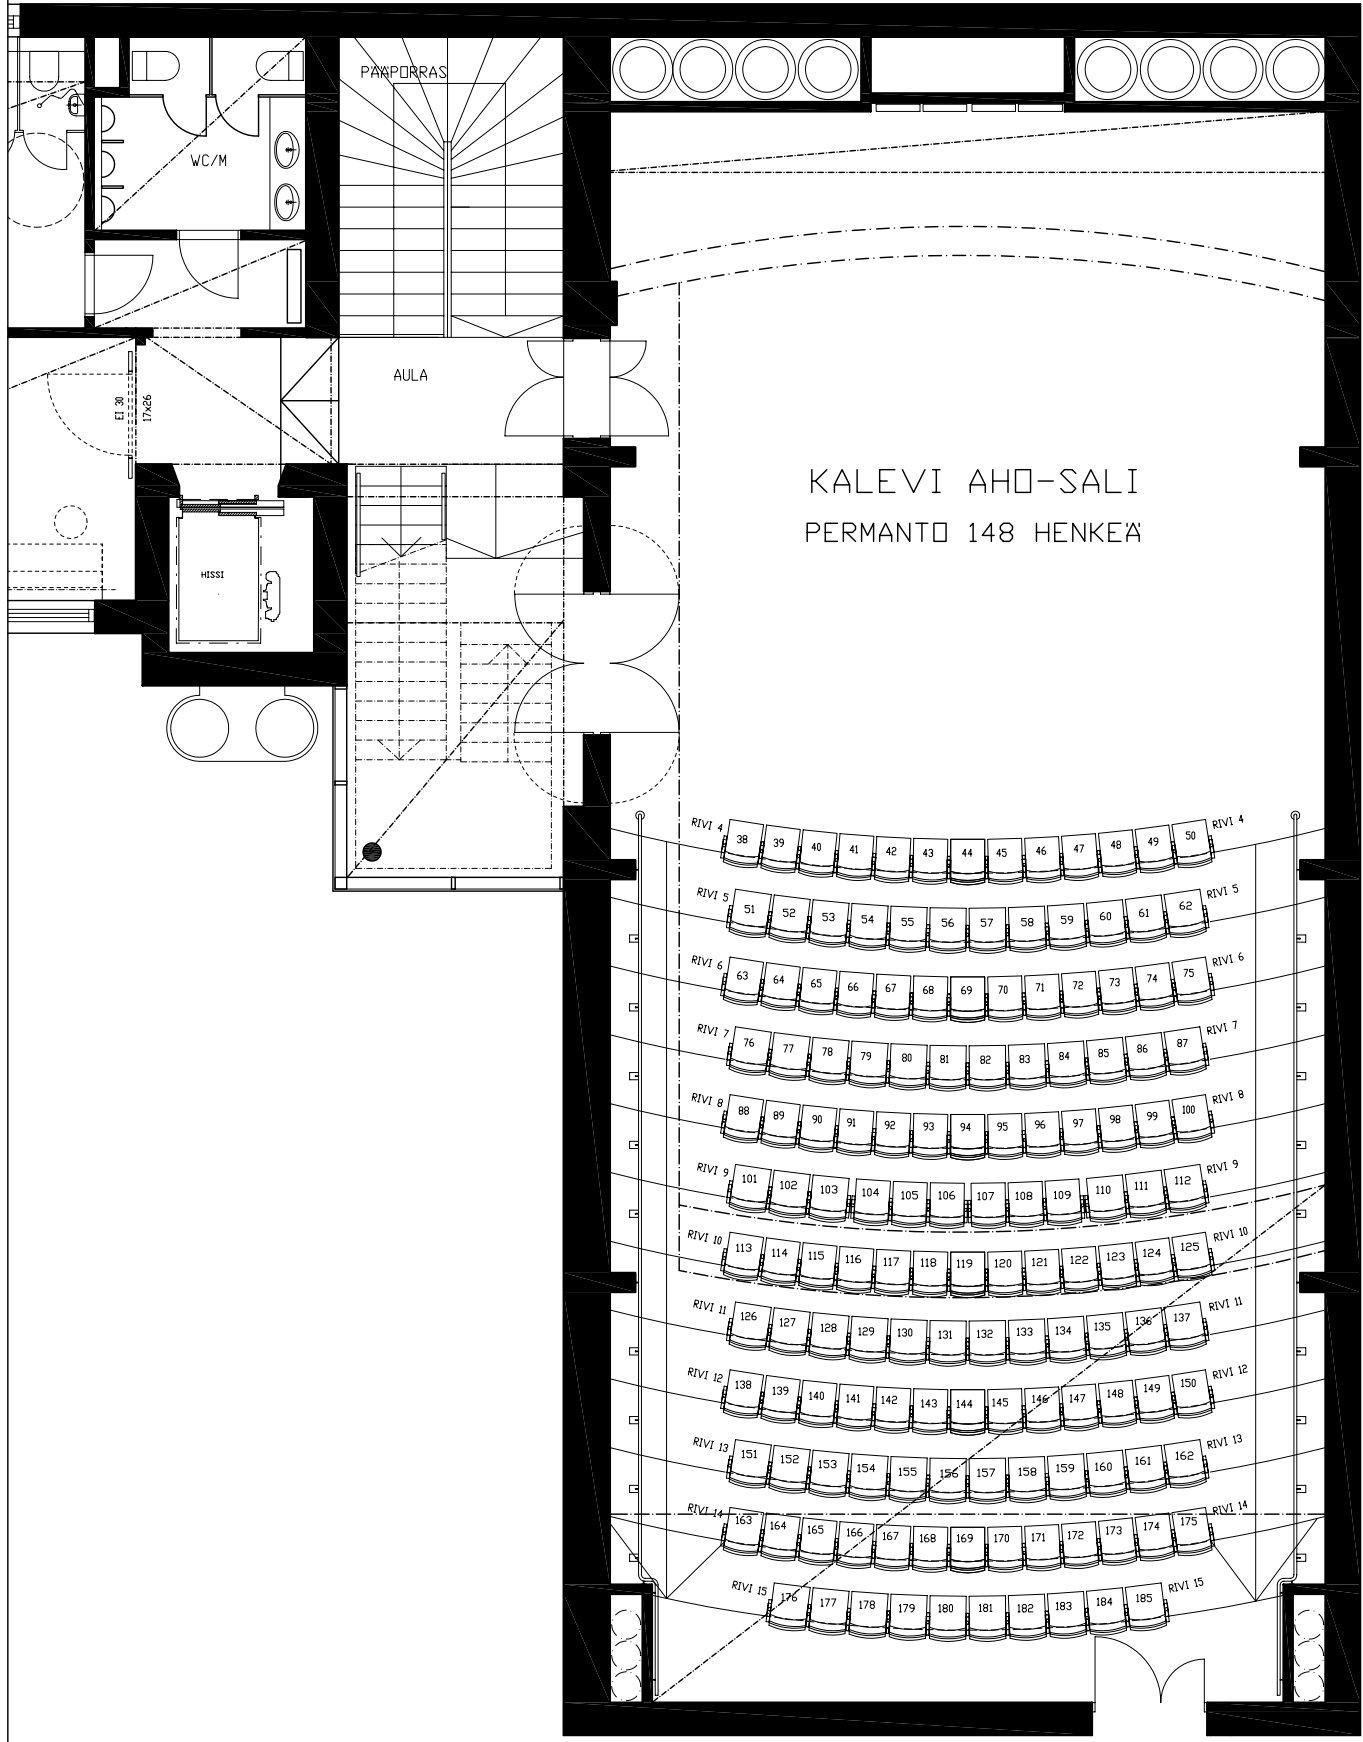 PÄÄPORRAS
WC/M
AULA
EI 30
17x26
KALEVI AHO-SALI
PERMANTO 148 HENKEÄ
HISSI
RIVI 4 38 39 40 41 42 43 44 45 46 47 48 49 50 RIVI 4
RIVI 5 51 52 53 54 55 56 57 58 59 60 61 62 RIVI 5
RIVI 6 63 64 65 66 67 68 69 70 71 72 73 74 75 RIVI 6
RIVI 7 76 77 78 79 80 81 82 83 84 85 86 87 RIVI 7
RIVI 8 88 89 90 91 92 93 94 95 96 97 98 99 100 RIVI 8
RIVI 9 101 102 103 104 105 106 107 108 109 110 111 112 RIVI 9
RIVI 10 113 114 115 116 117 118 119 120 121 122 123 124 125 RIVI 10
RIVI 11 126 127 128 129 130 131 132 133 134 135 136 137 RIVI 11
RIVI 12 138 139 140 141 142 143 144 145 146 147 148 149 150 RIVI 12
RIVI 13 151 152 153 154 155 156 157 158 159 160 161 162 RIVI 13
RIVI 14 163 164 165 166 167 168 169 170 171 172 173 174 175 RIVI 14
RIVI 15 176 177 178 179 180 181 182 183 184 185 RIVI 15